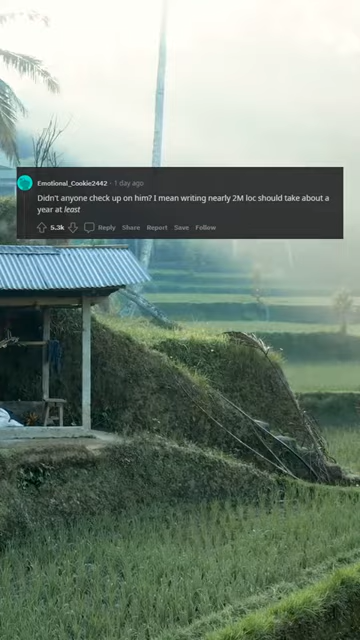 Emotional_Cookie2442 · 1 day ago
Didn't anyone check up on him? I mean writing nearly 2M loc should take about a
year at least
5.3k Reply Share Report Save Follow